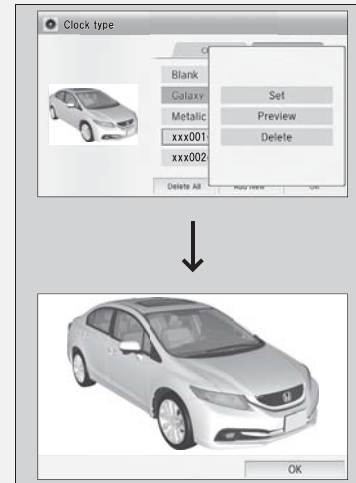 Clock type
Blank
Galaxy
Metalic
xxx001
xxx002
Set
Preview
Delete
Delete All
Add New
OK
OK